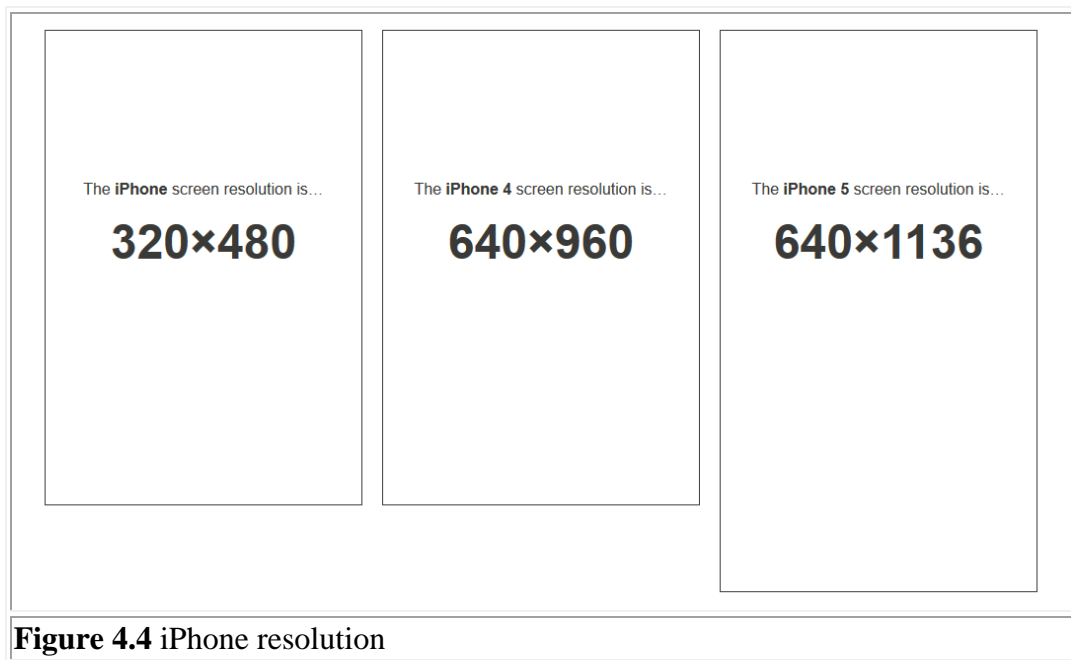 The iPhone screen resolution is…
320×480
The iPhone 4 screen resolution is…
640×960
The iPhone 5 screen resolution is…
640×1136
Figure 4.4 iPhone resolution